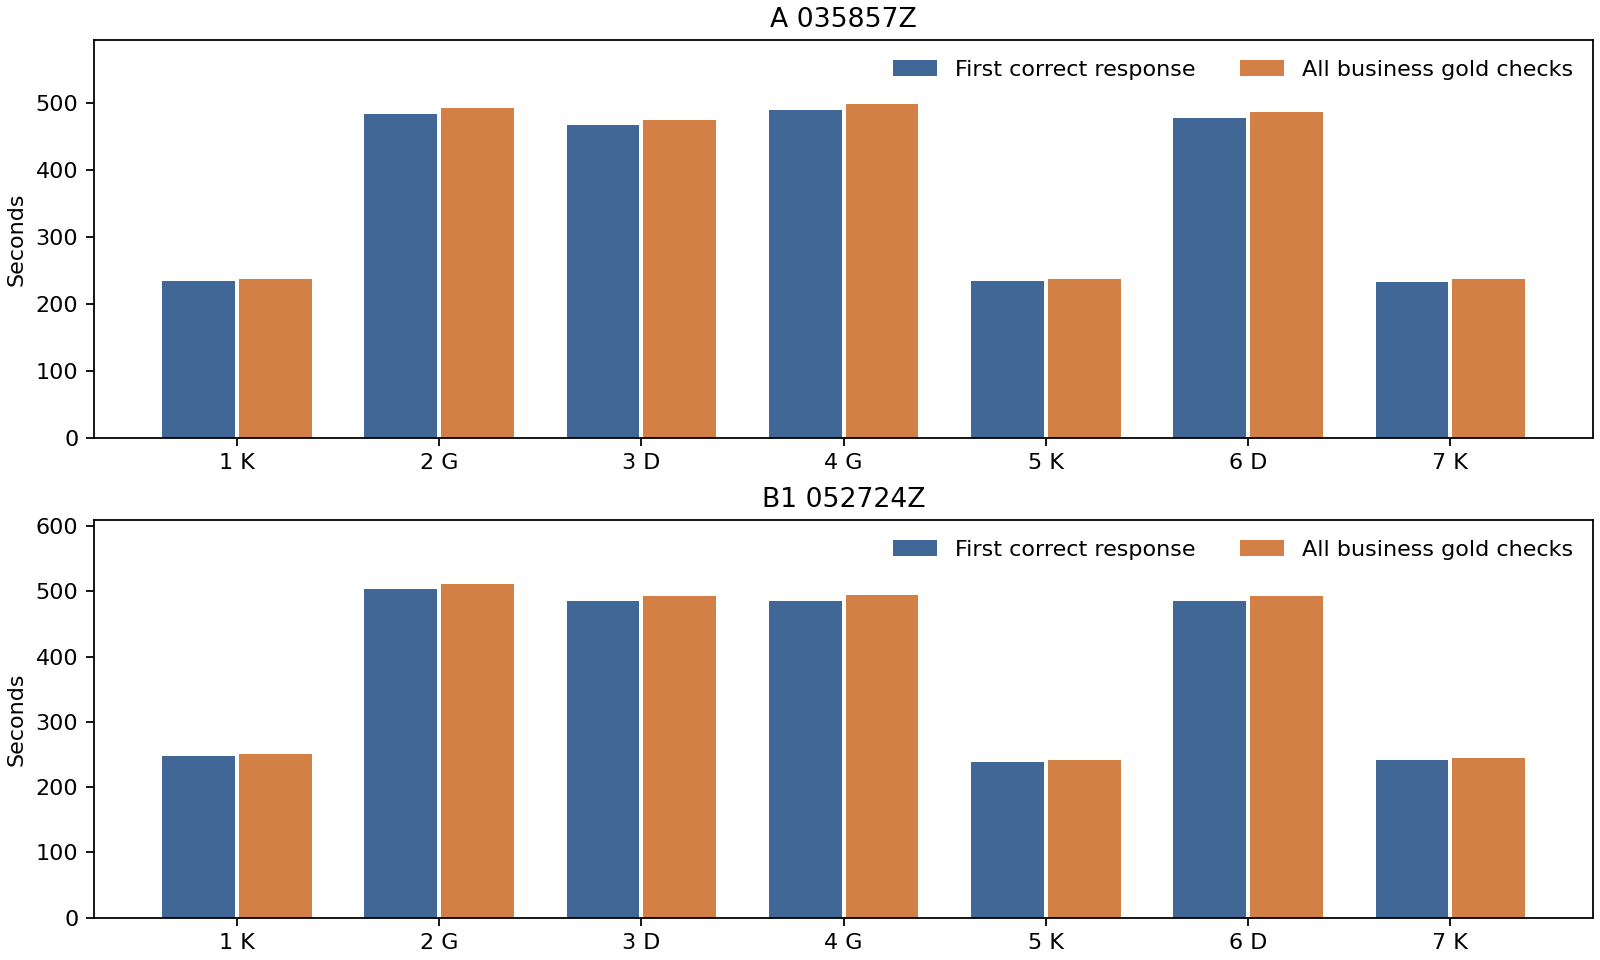 A 035857Z
First correct response
All business gold checks
Seconds
500
400
300
200
100
0
1 K
2 G
3 D
4 G
5 K
6 D
7 K
B1 052724Z
First correct response
All business gold checks
Seconds
600
500
400
300
200
100
0
1 K
2 G
3 D
4 G
5 K
6 D
7 K